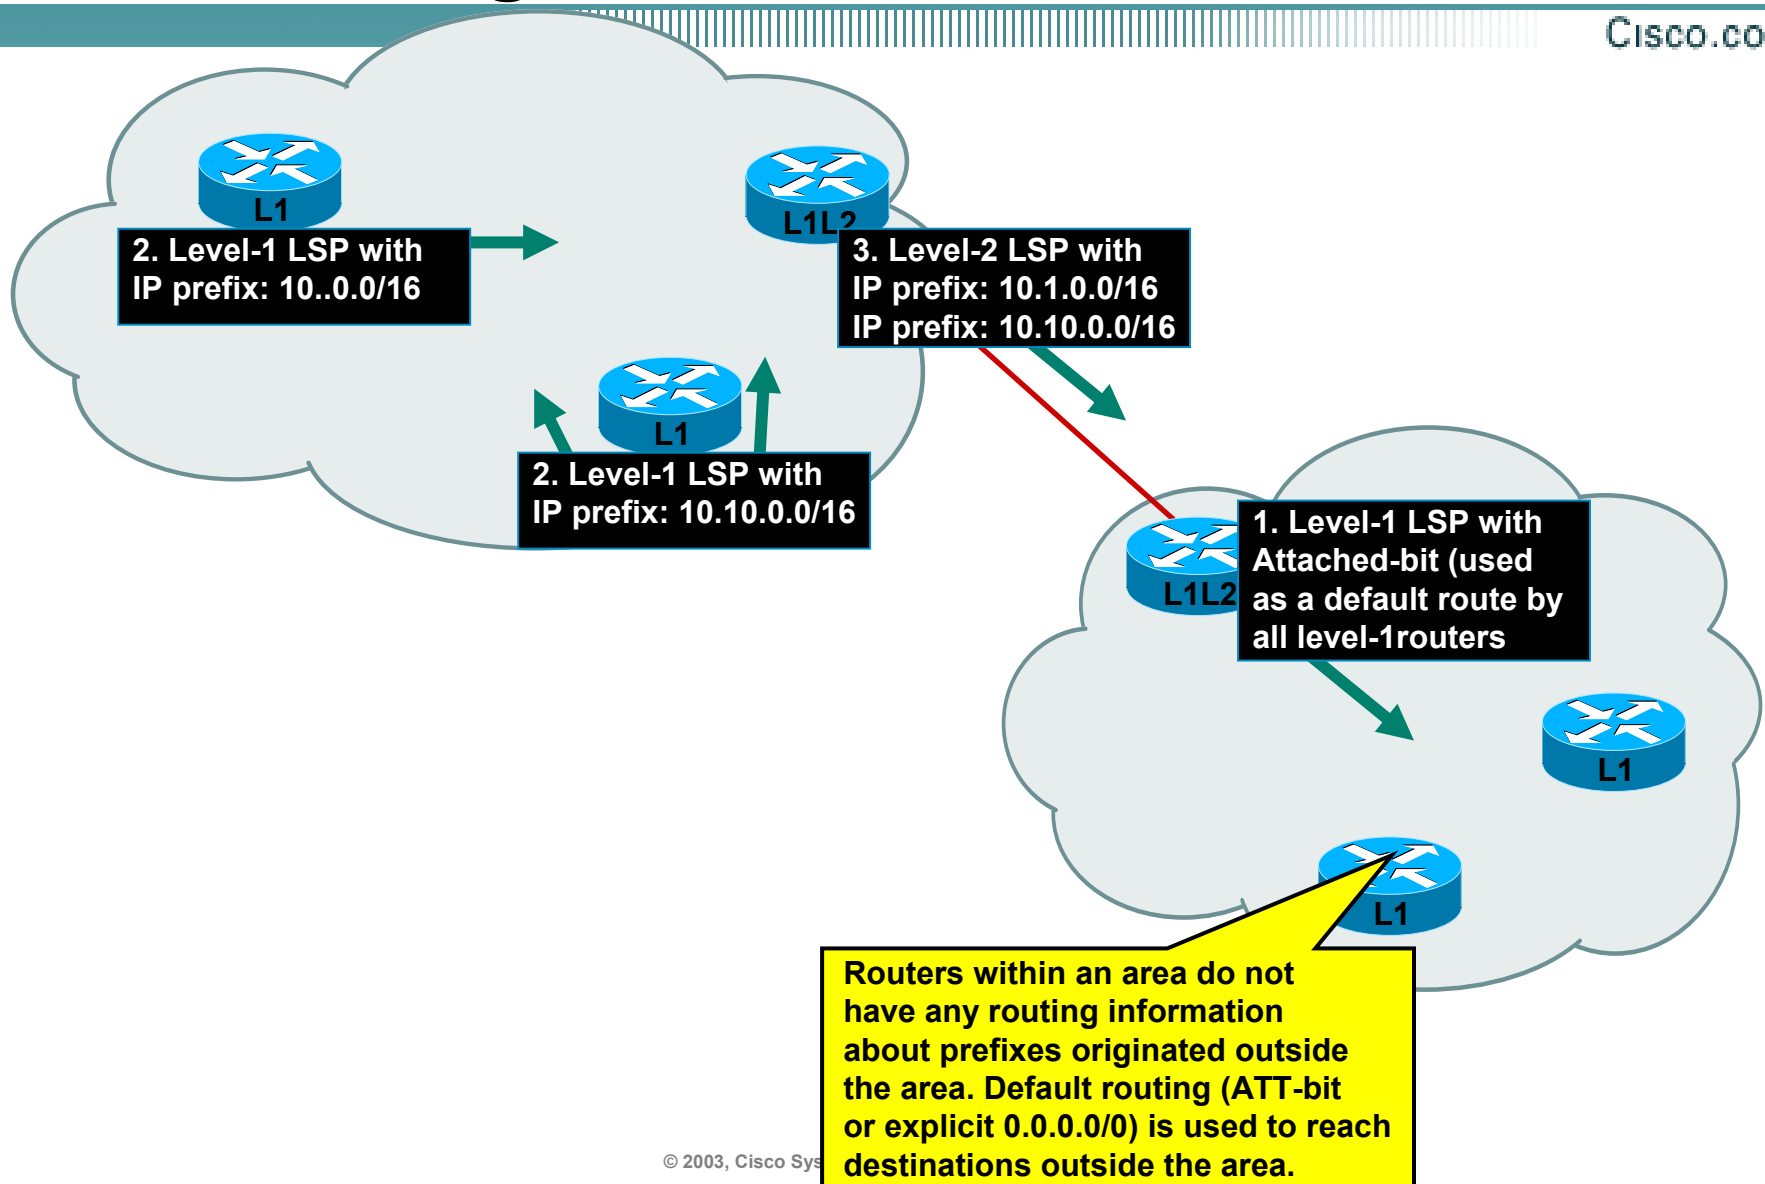 Cisco.co
L1
L1L2
2. Level-1 LSP with
IP prefix: 10..0.0/16
3. Level-2 LSP with
IP prefix: 10.1.0.0/16
IP prefix: 10.10.0.0/16
L1
2. Level-1 LSP with
IP prefix: 10.10.0.0/16
L1L2
1. Level-1 LSP with
Attached-bit (used
as a default route by
all level-1routers
L1
L1
Routers within an area do not
have any routing information
about prefixes originated outside
the area. Default routing (ATT-bit
or explicit 0.0.0.0/0) is used to reach
destinations outside the area.
© 2003, Cisco Sys